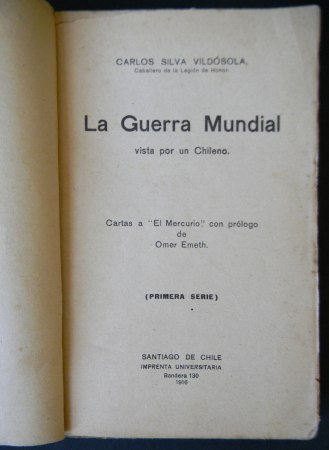 CARLOS SILVA VILDÓSOLA,
Caballero de la Legión de Honor.
La Guerra Mundial
vista por un Chileno.
Cartas a "El Mercurio" con prólogo
de
Omer Emeth.
(PRIMERA SERIE)
SANTIAGO DE CHILE
IMPRENTA UNIVERSITARIA
Bandera 130
1916